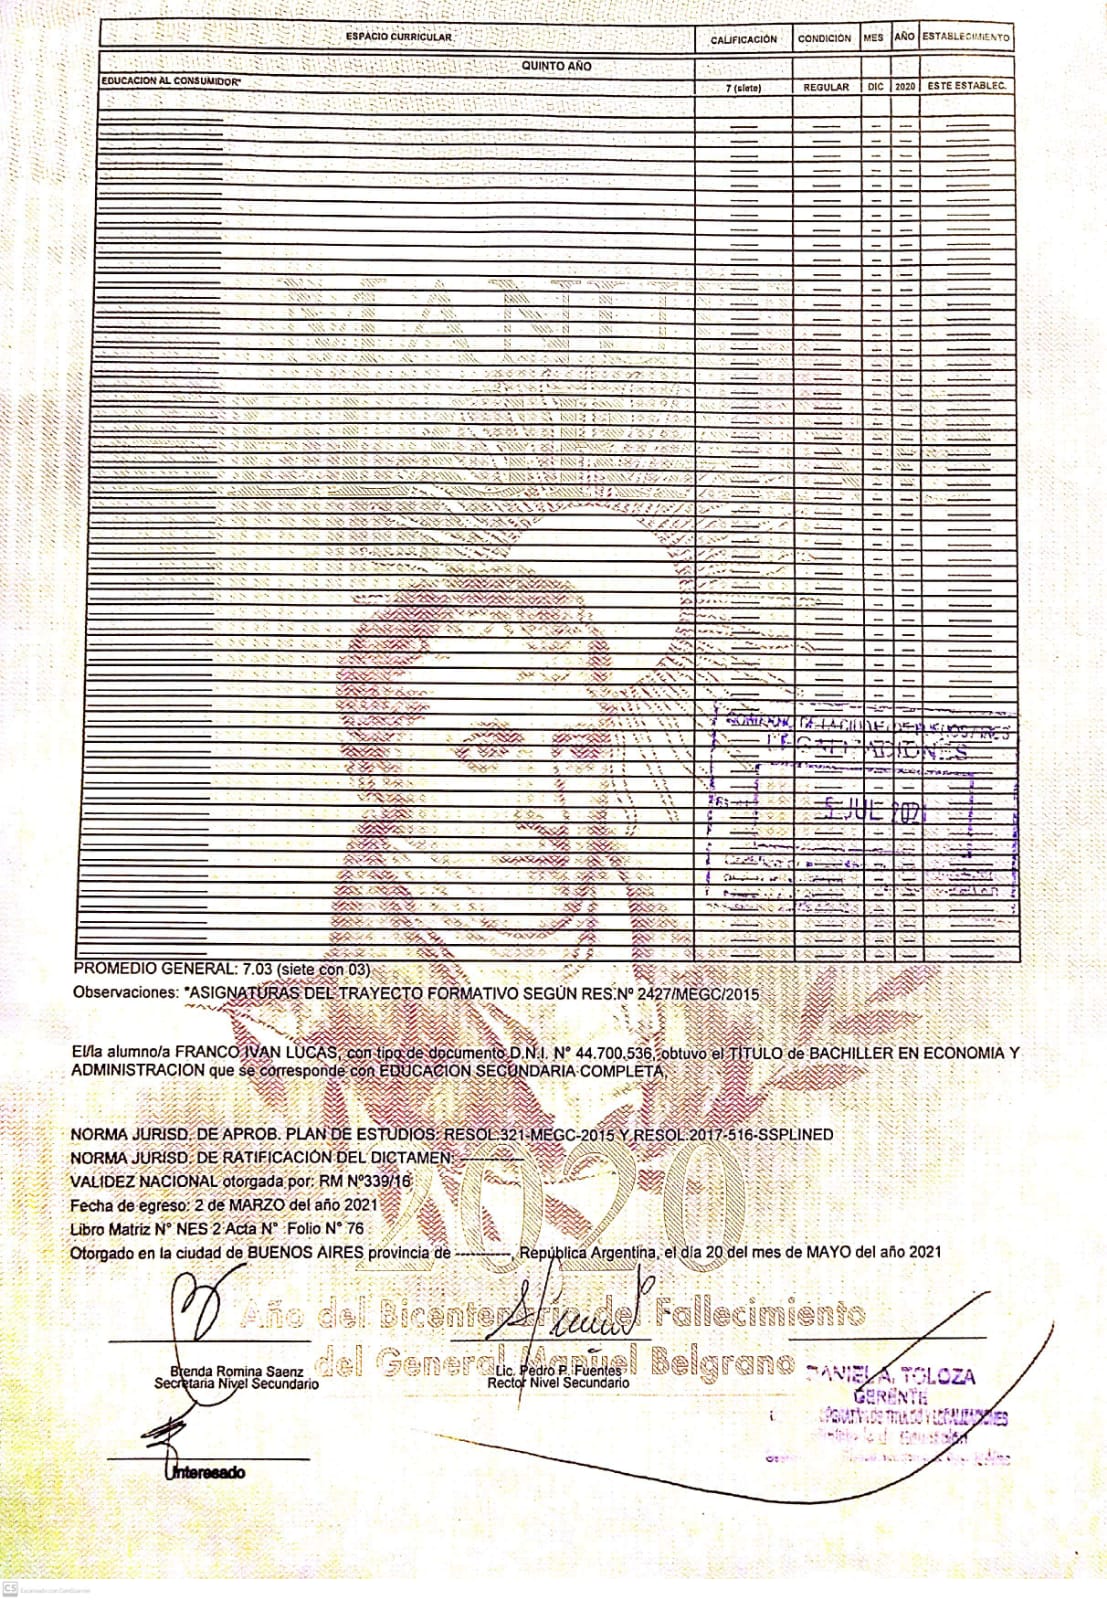 ESPACIO CURRICULAR CALIFICACIÓN CONDICIÓN MES AÑO ESTABLECIMIENTO
QUINTO AÑO
EDUCACION AL CONSUMIDOR* 7 (siete) REGULAR DIC 2020 ESTE ESTABLEC.
LEGALIZACIONES
5 JUL 202
PROMEDIO GENERAL: 7.03 (siete con 03)
Observaciones: *ASIGNATURAS DEL TRAYECTO FORMATIVO SEGÚN RES.Nº 2427/MEGC/2015
El/la alumno/a FRANCO IVAN LUCAS, con tipo de documento D.N.I. N° 44.700.536, obtuvo el TÍTULO de BACHILLER EN ECONOMIA Y
ADMINISTRACION que se corresponde con EDUCACION SECUNDARIA COMPLETA,
NORMA JURISD. DE APROB. PLAN DE ESTUDIOS: RESOL.321-MEGC-2015 Y RESOL.2017-516-SSPLINED
NORMA JURISD. DE RATIFICACIÓN DEL DICTAMEN: -----------
VALIDEZ NACIONAL otorgada por: RM Nº339/16
Fecha de egreso: 2 de MARZO del año 2021
Libro Matriz N° NES 2 Acta N° Folio N° 76
Otorgado en la ciudad de BUENOS AIRES provincia de ----------, República Argentina, el día 20 del mes de MAYO del año 2021
2020
Año del Bicentenario del Fallecimiento
del General Manuel Belgrano
Brenda Romina Saenz
Secretaria Nivel Secundario
Lic. Pedro P. Fuentes
Rector Nivel Secundario
DANIELA, TOLOZA
GERENTE
TITULOS Y LEGALIZACIONES
Interesado
CS Escaneado con CamScanner